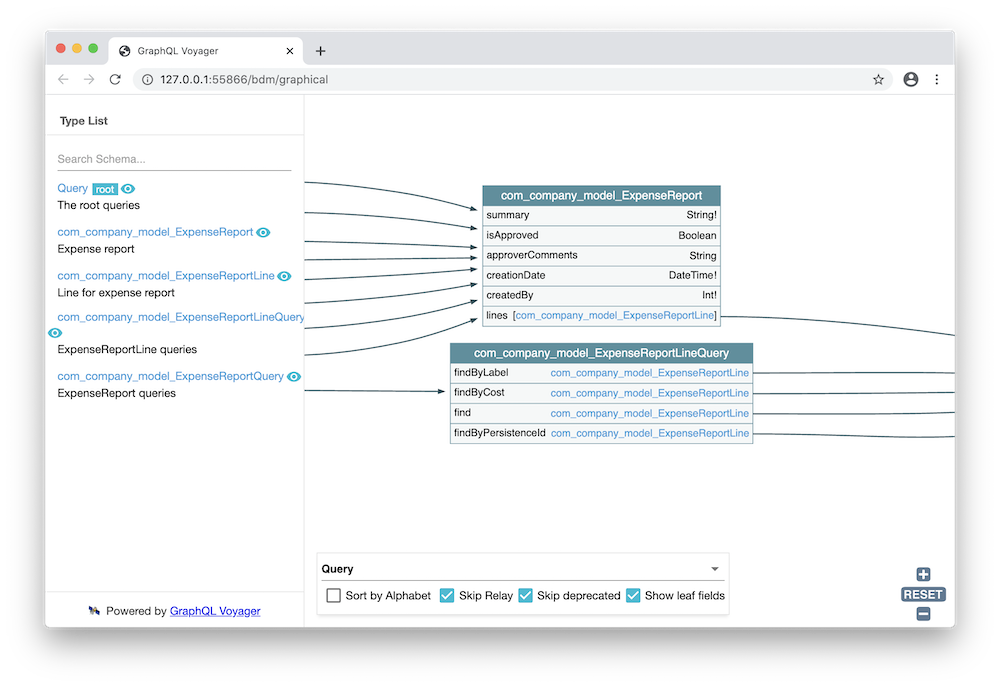 GraphQL Voyager
127.0.0.1:55866/bdm/graphical
Type List
Search Schema...
Query root
The root queries
com_company_model_ExpenseReport
Expense report
com_company_model_ExpenseReportLine
Line for expense report
com_company_model_ExpenseReportLineQuery
ExpenseReportLine queries
com_company_model_ExpenseReportQuery
ExpenseReport queries
Powered by GraphQL Voyager
com_company_model_ExpenseReport
summary String!
isApproved Boolean
approverComments String
creationDate DateTime!
createdBy Int!
lines [com_company_model_ExpenseReportLine]
com_company_model_ExpenseReportLineQuery
findByLabel com_company_model_ExpenseReportLine
findByCost com_company_model_ExpenseReportLine
find com_company_model_ExpenseReportLine
findByPersistenceId com_company_model_ExpenseReportLine
Query
Sort by Alphabet Skip Relay Skip deprecated Show leaf fields
RESET